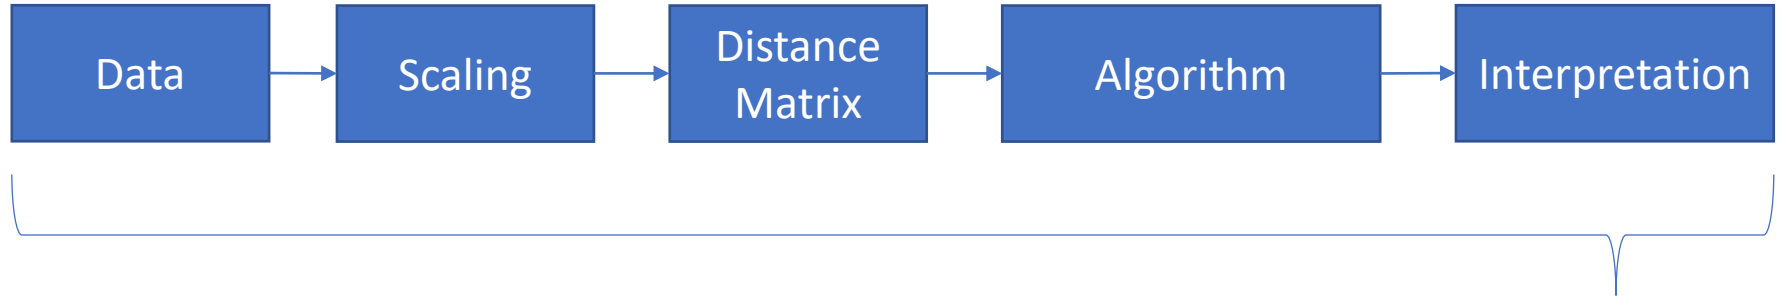 Data
Scaling
Distance
Matrix
Algorithm
Interpretation